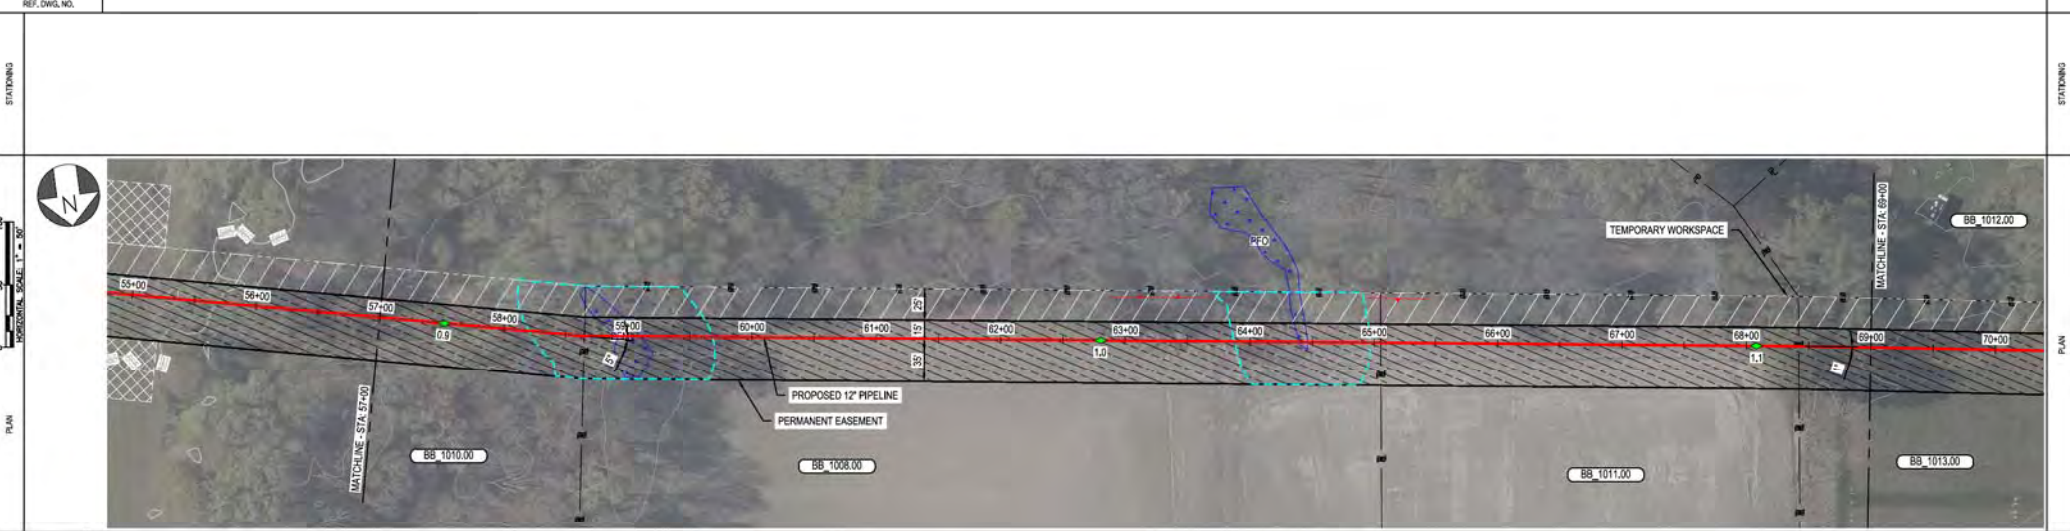 REF. DWG. NO.
STATIONING
STATIONING
N
HORIZONTAL SCALE: 1" = 50'
PLAN
PLAN
55+00
56+00
57+00
58+00
59+00
60+00
61+00
62+00
63+00
64+00
65+00
66+00
67+00
68+00
69+00
70+00
0.9
1.0
1.1
5°
1°
25'
15'
35'
PFO
TEMPORARY WORKSPACE
MATCHLINE - STA: 57+00
MATCHLINE - STA: 69+00
PROPOSED 12" PIPELINE
PERMANENT EASEMENT
BB_1012.00
BB_1010.00
BB_1008.00
BB_1011.00
BB_1013.00